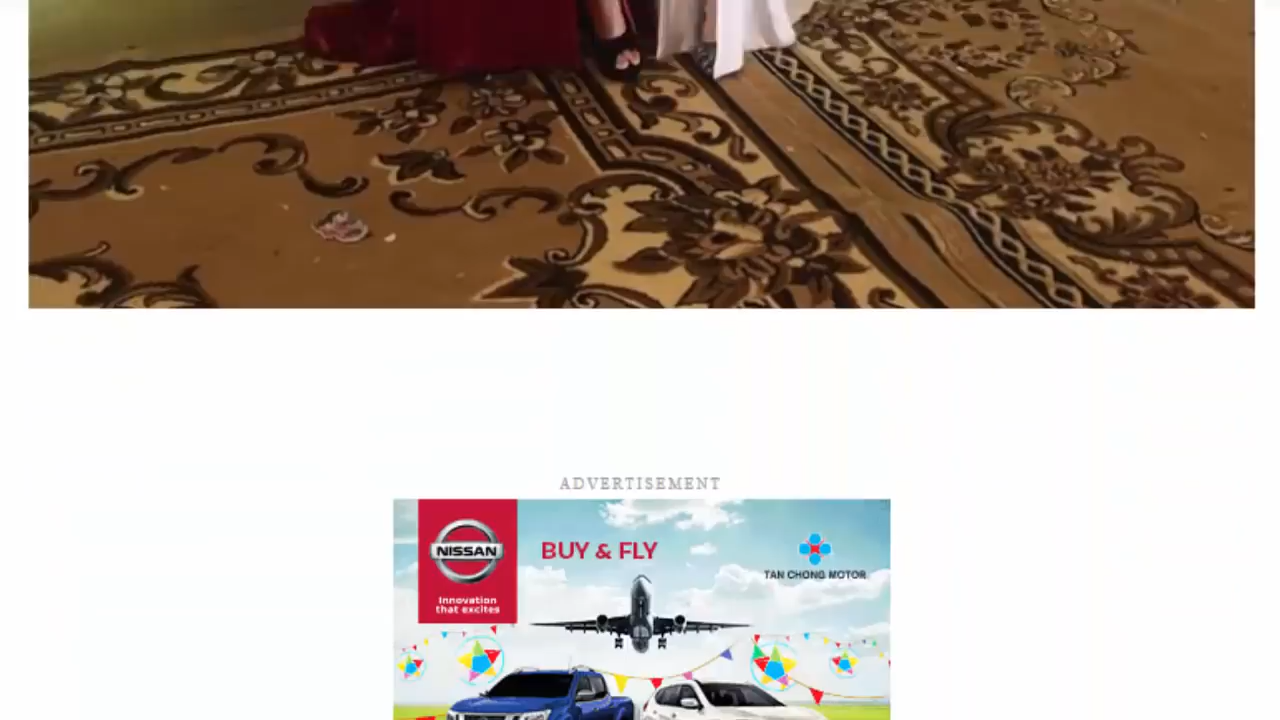 ADVERTISEMENT
NISSAN
Innovation
that excites
BUY & FLY
TAN CHONG MOTOR